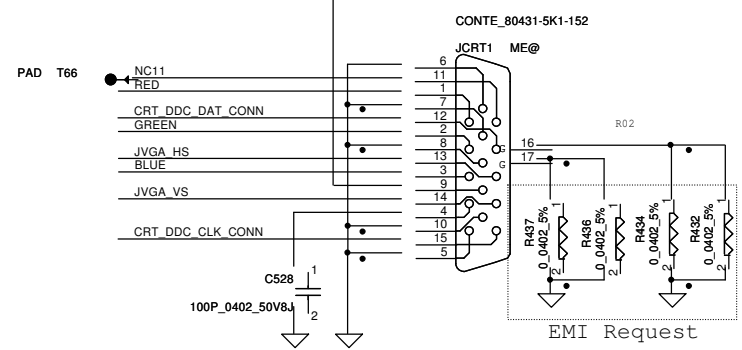 CONTE_80431-5K1-152
JCRT1 ME@
PAD T66
NC11
RED
CRT_DDC_DAT_CONN
GREEN
JVGA_HS
BLUE
JVGA_VS
CRT_DDC_CLK_CONN
6
11
1
7
12
2
8
13
3
9
14
4
10
15
5
G 16
G 17
R02
C528
1
2
100P_0402_50V8J
R437
0_0402_5%
1
2
R436
0_0402_5%
1
2
R434
0_0402_5%
1
2
R432
0_0402_5%
1
2
EMI Request